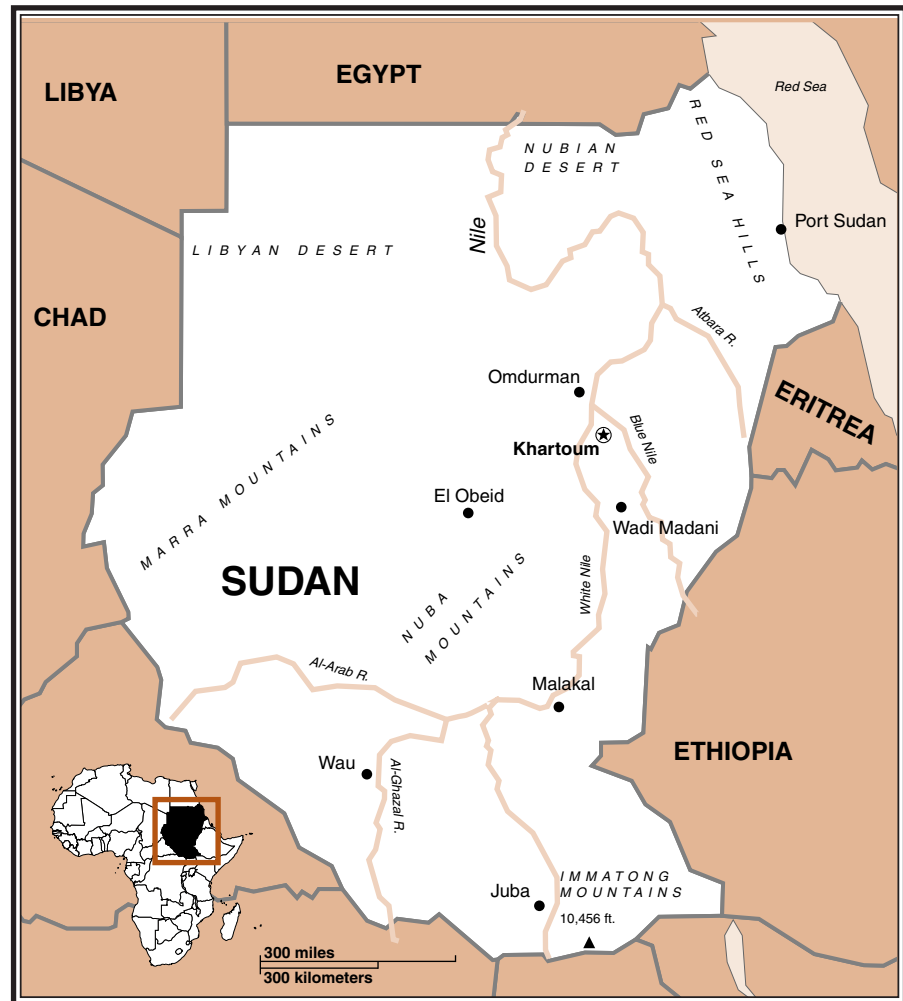 EGYPT
LIBYA
Red Sea
RED SEA HILLS
NUBIAN
DESERT
Port Sudan
Nile
LIBYAN DESERT
CHAD
Atbara R.
Omdurman
ERITREA
Blue Nile
Khartoum
MARRA MOUNTAINS
El Obeid
Wadi Madani
SUDAN
NUBA
MOUNTAINS
White Nile
Al-Arab R.
Malakal
ETHIOPIA
Wau
Al-Ghazal R.
IMMATONG
MOUNTAINS
Juba
10,456 ft.
300 miles
300 kilometers